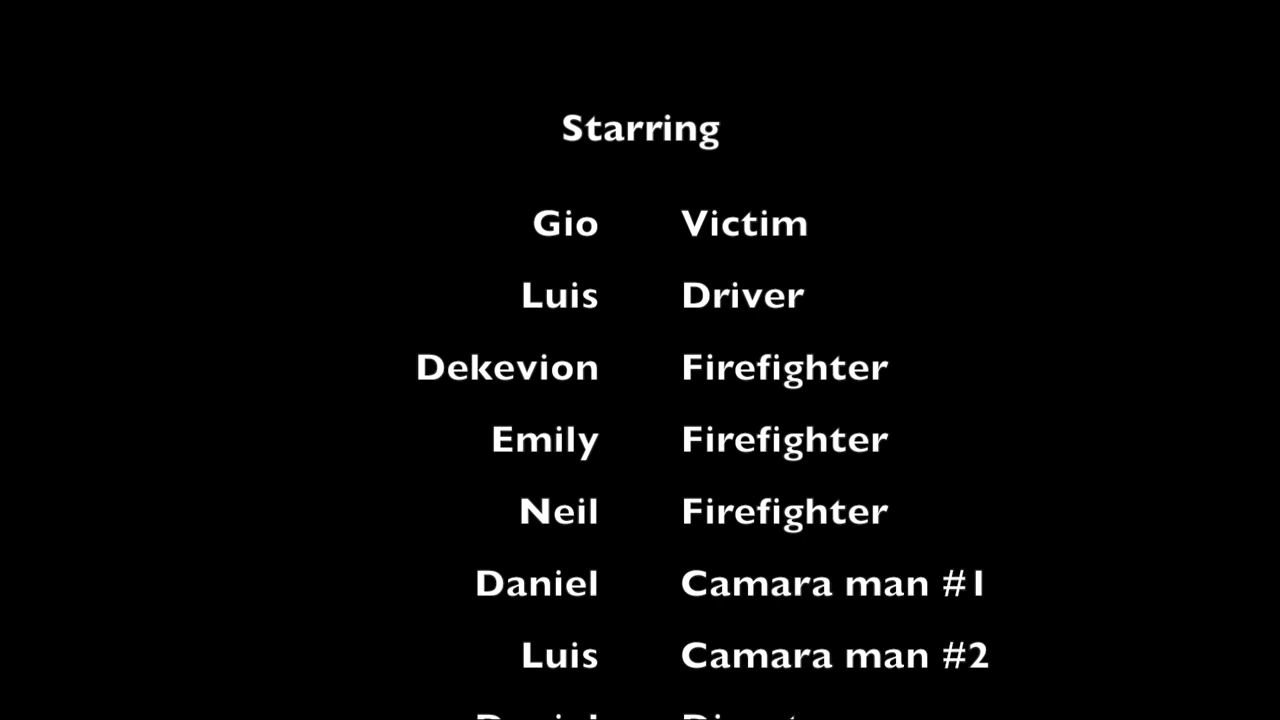 Starring
Gio Victim
Luis Driver
Dekevion Firefighter
Emily Firefighter
Neil Firefighter
Daniel Camara man #1
Luis Camara man #2